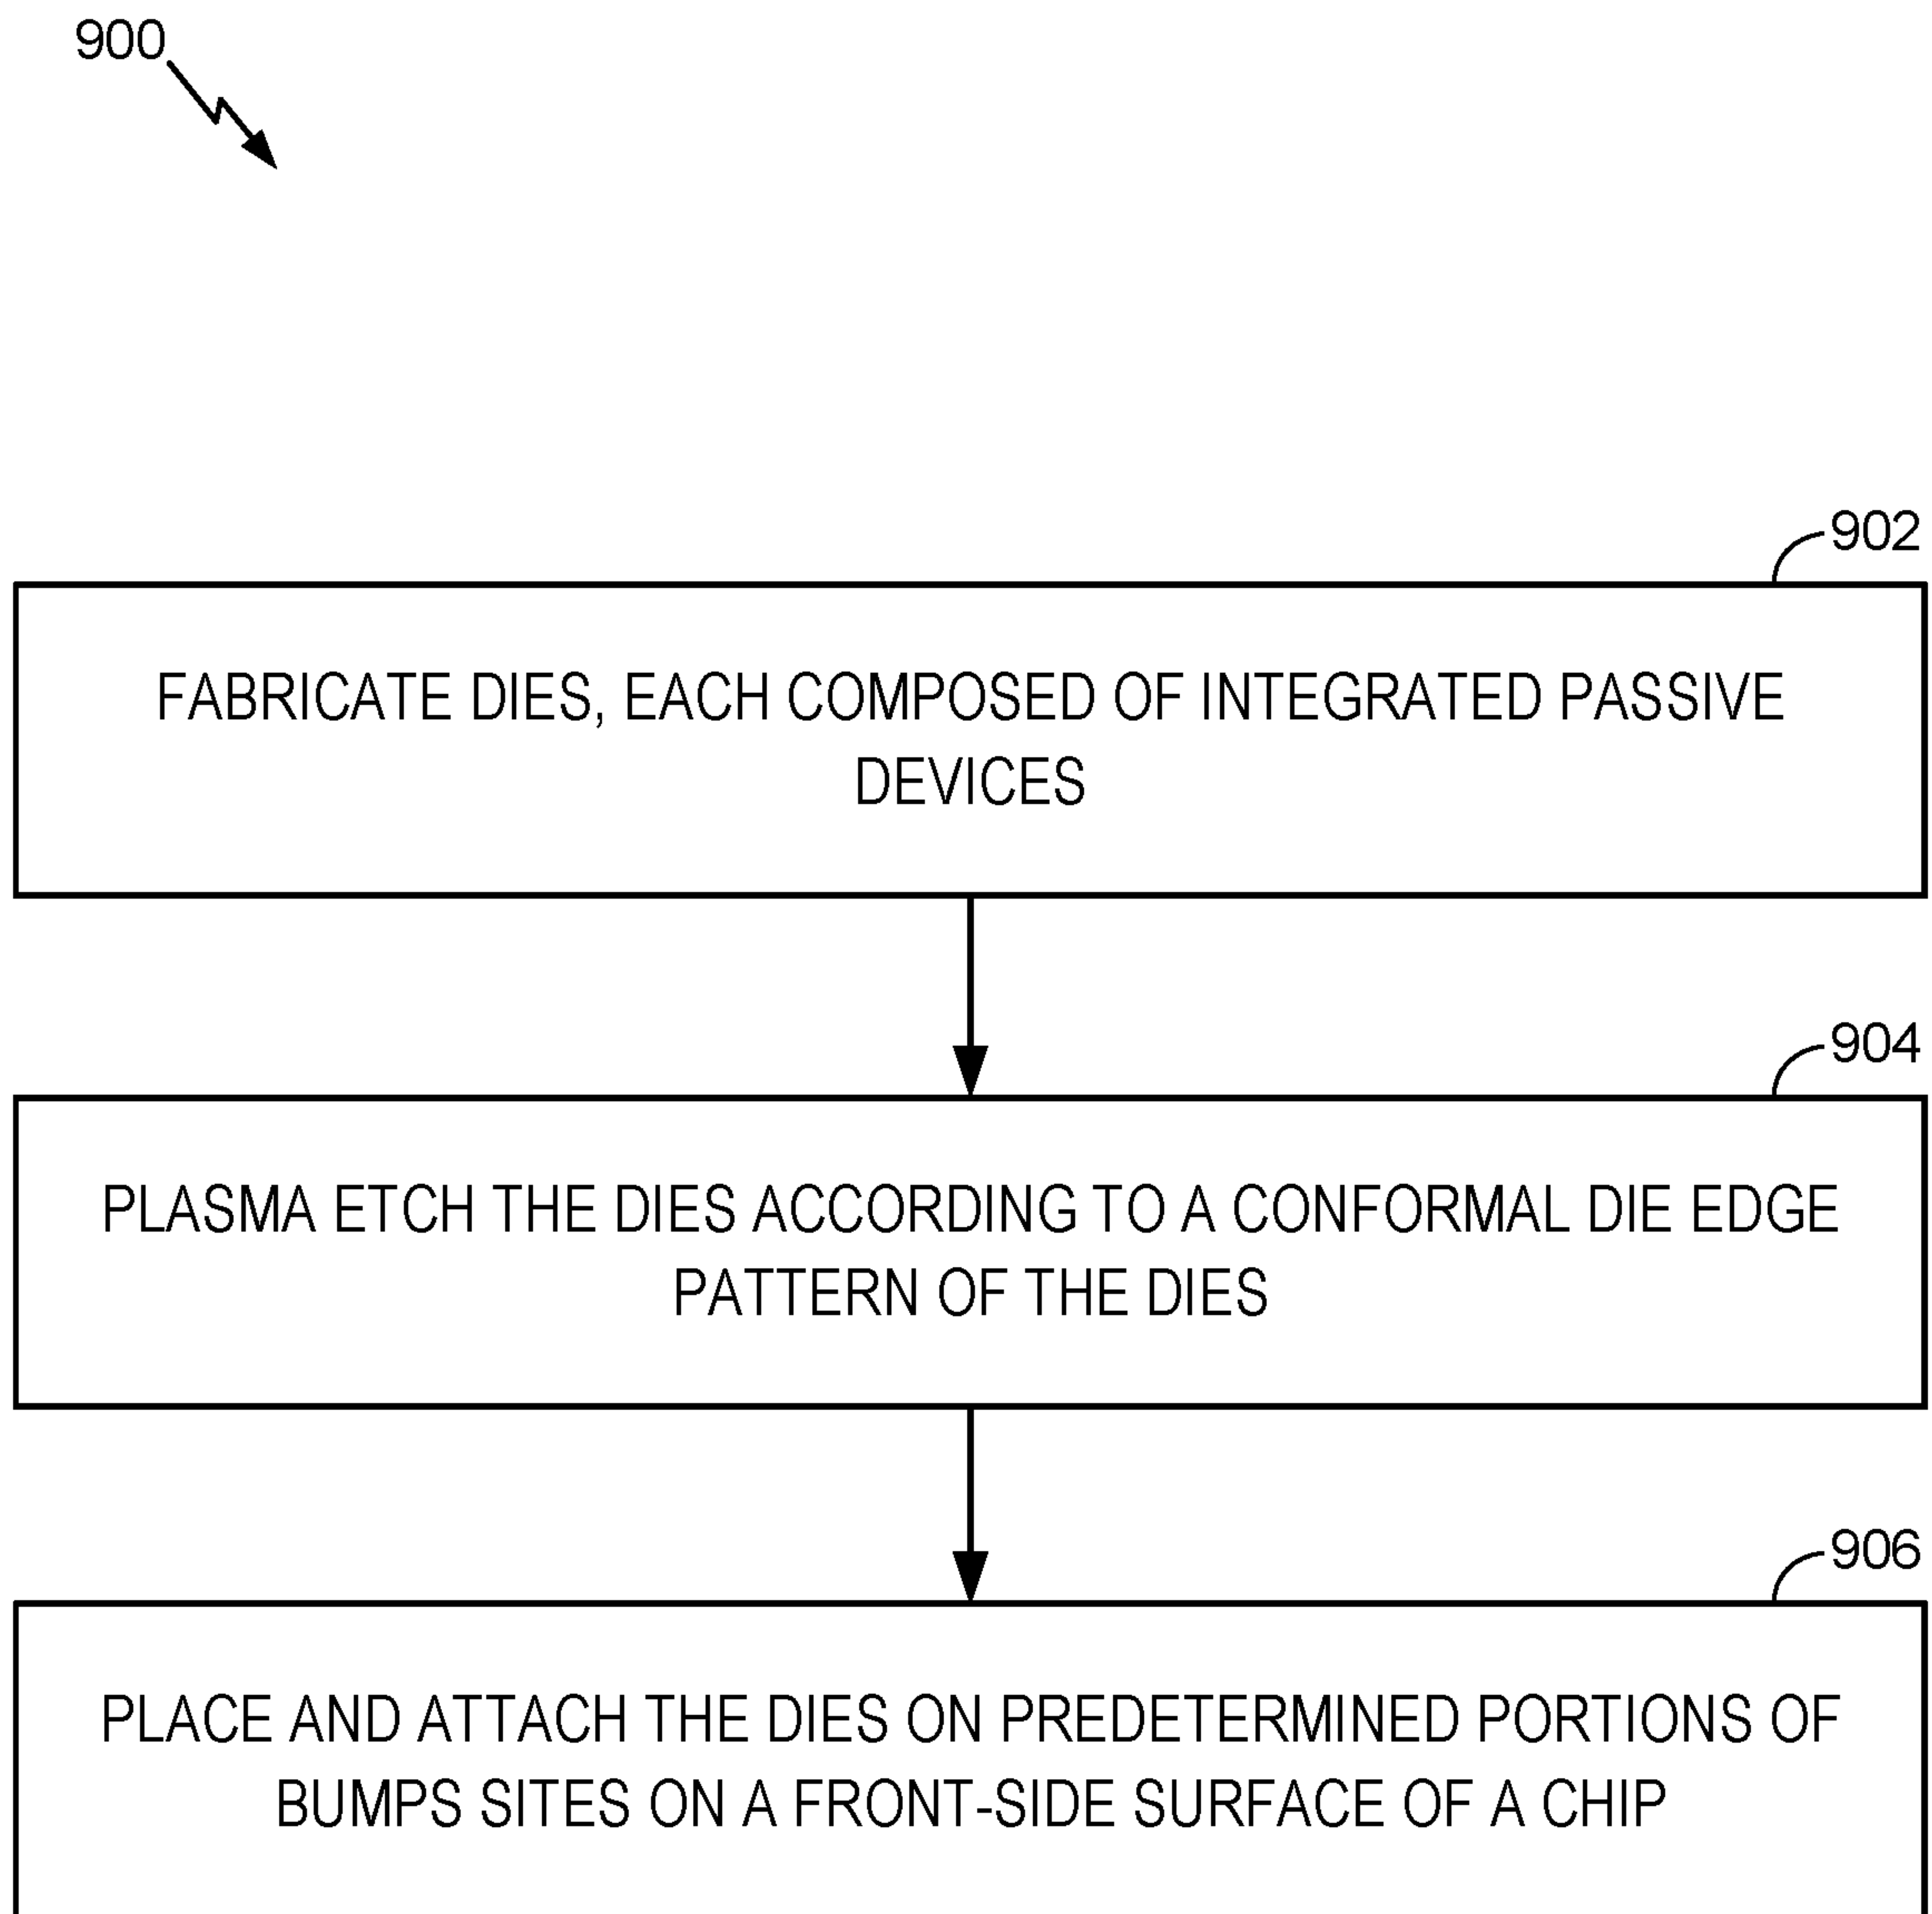 900
902
FABRICATE DIES, EACH COMPOSED OF INTEGRATED PASSIVE
DEVICES
904
PLASMA ETCH THE DIES ACCORDING TO A CONFORMAL DIE EDGE
PATTERN OF THE DIES
906
PLACE AND ATTACH THE DIES ON PREDETERMINED PORTIONS OF
BUMPS SITES ON A FRONT-SIDE SURFACE OF A CHIP